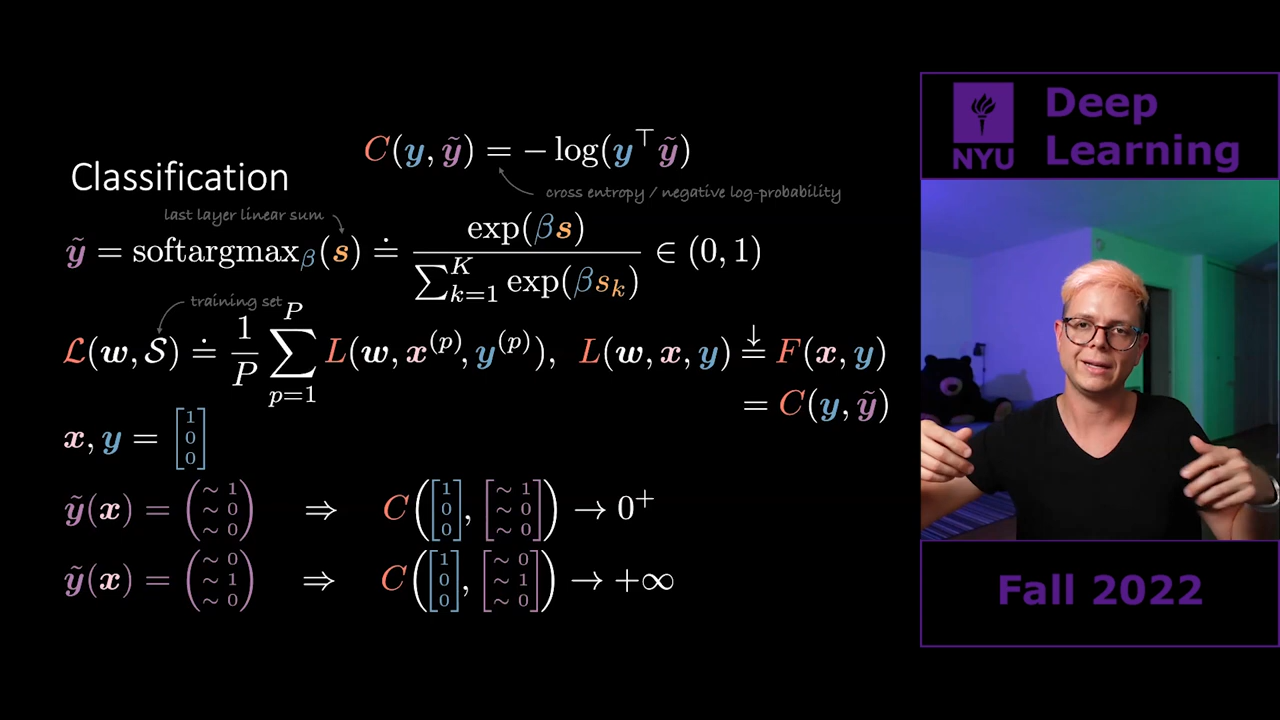 C(y, ỹ) = − log(y⊤ỹ)
Classification
cross entropy / negative log-probability
last layer linear sum
ỹ = softargmax_β(s) ≐ exp(βs) / ∑_{k=1}^{K} exp(βs_k) ∈ (0, 1)
training set
ℒ(w, 𝒮) ≐ 1/P ∑_{p=1}^{P} L(w, x^{(p)}, y^{(p)}), L(w, x, y) =↓ F(x, y)
= C(y, ỹ)
x, y = [1 0 0]
ỹ(x) = (∼ 1 ∼ 0 ∼ 0) ⇒ C([1 0 0], [∼ 1 ∼ 0 ∼ 0]) → 0⁺
ỹ(x) = (∼ 0 ∼ 1 ∼ 0) ⇒ C([1 0 0], [∼ 0 ∼ 1 ∼ 0]) → +∞
NYU
Deep
Learning
Fall 2022